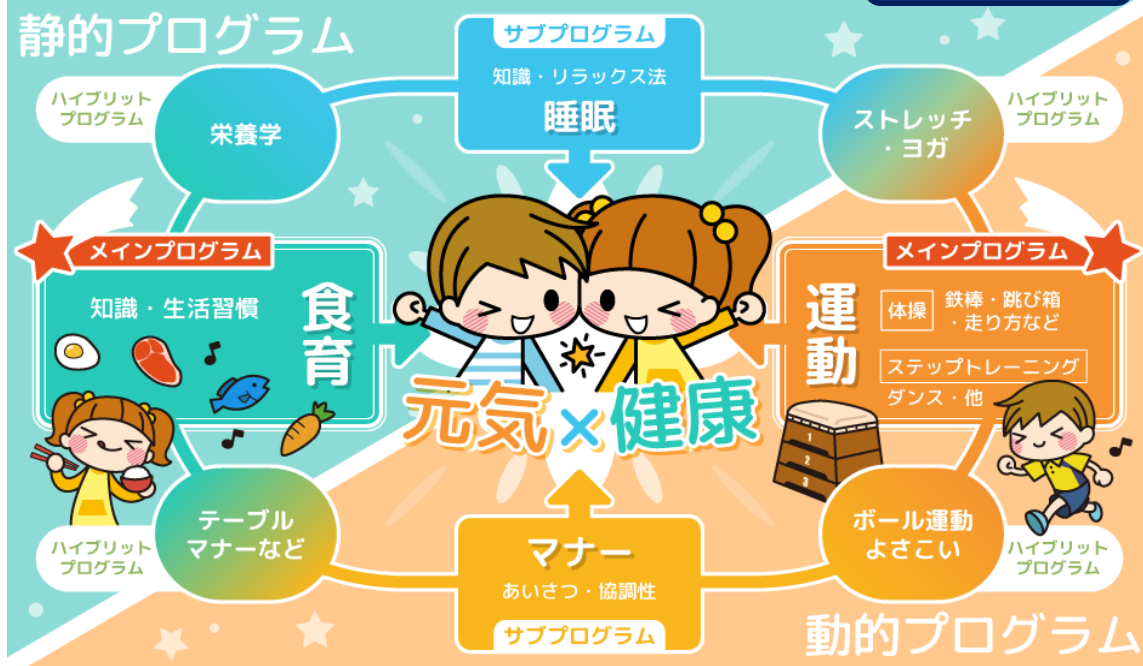 静的プログラム
サブプログラム
知識・リラックス法
睡眠
ハイブリット
プログラム
栄養学
ストレッチ
・ヨガ
ハイブリット
プログラム
メインプログラム
知識・生活習慣
食育
メインプログラム
運動
体操
鉄棒・跳び箱
・走り方など
ステップトレーニング
ダンス・他
元気×健康
1
2
3
テーブル
マナーなど
ハイブリット
プログラム
マナー
あいさつ・協調性
サブプログラム
ボール運動
よさこい
ハイブリット
プログラム
動的プログラム